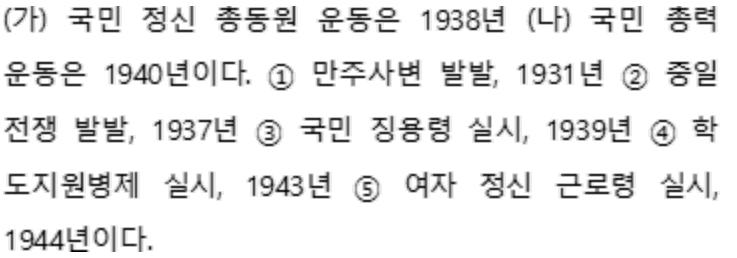 (가) 국민 정신 총동원 운동은 1938년 (나) 국민 총력
운동은 1940년이다. ① 만주사변 발발, 1931년 ② 중일
전쟁 발발, 1937년 ③ 국민 징용령 실시, 1939년 ④ 학
도지원병제 실시, 1943년 ⑤ 여자 정신 근로령 실시,
1944년이다.